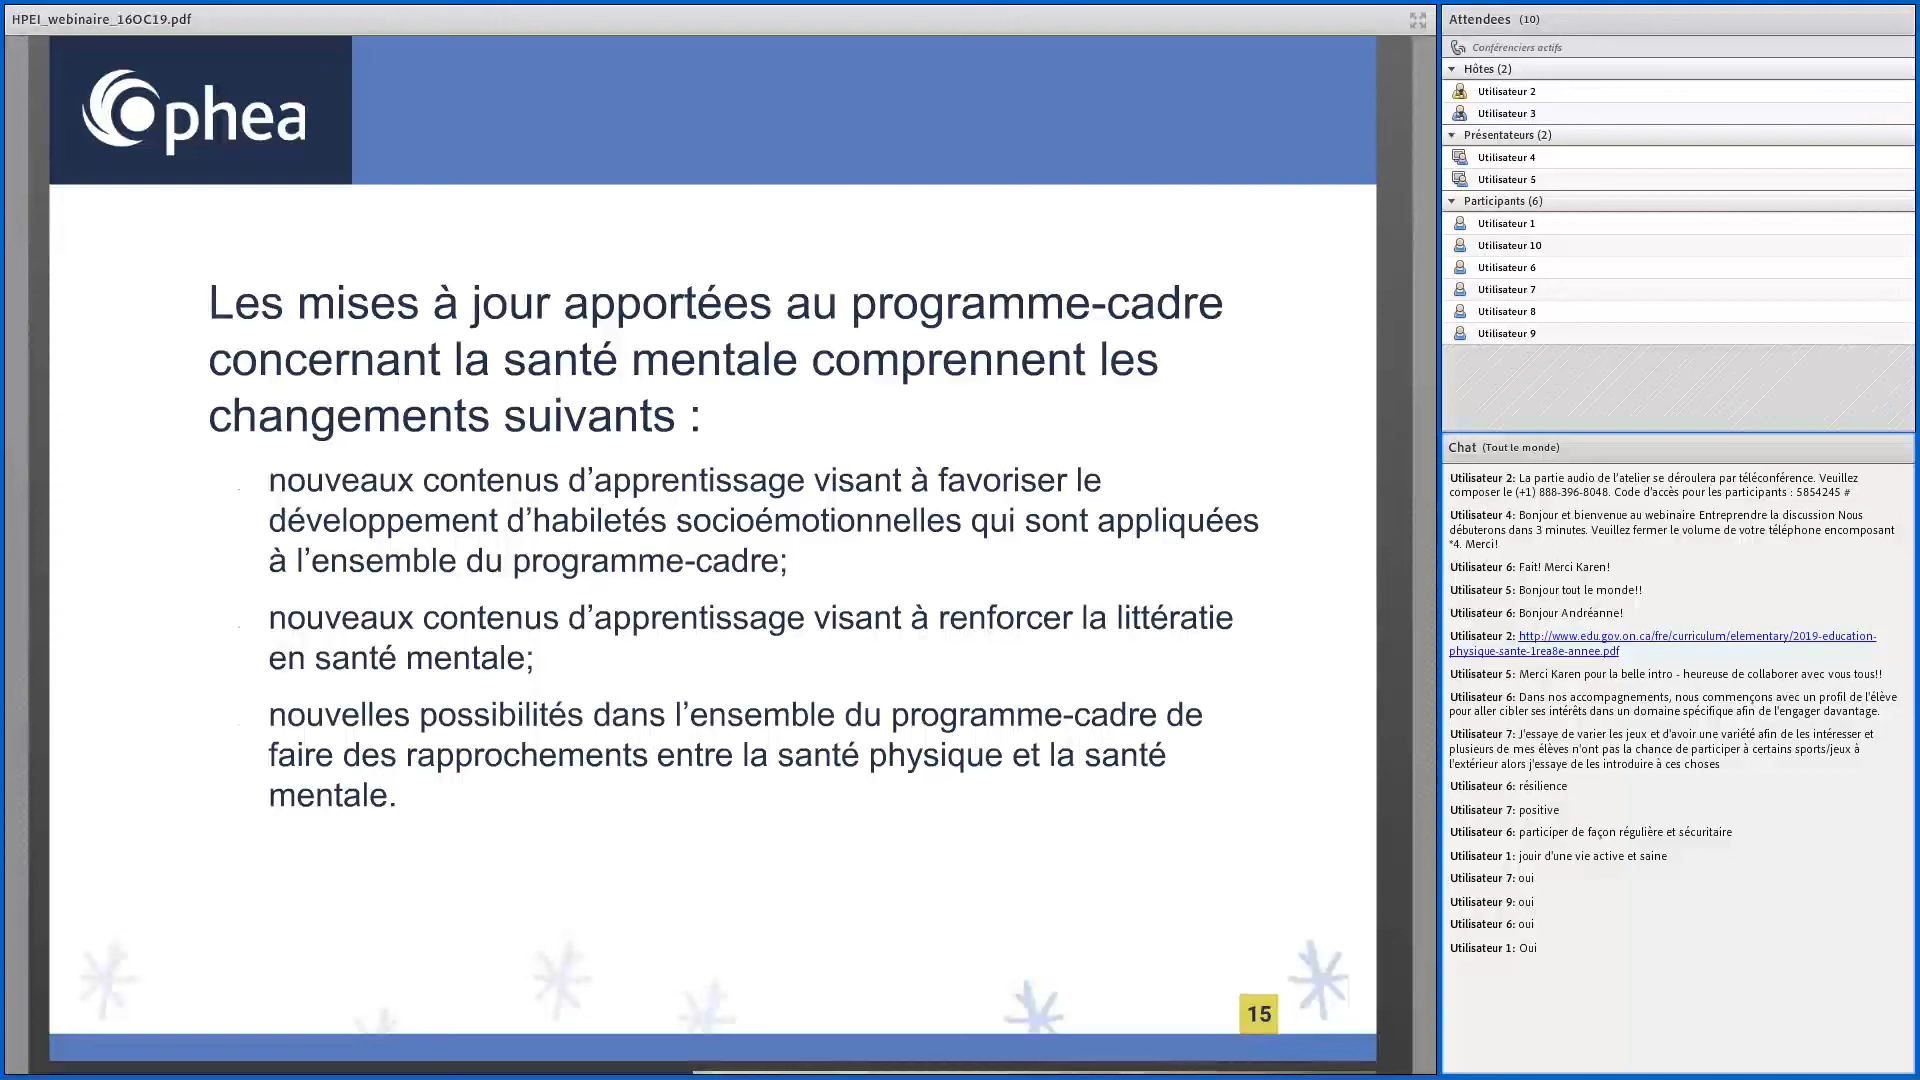 HPEI_webinaire_16OC19.pdf
Ophea
Les mises à jour apportées au programme-cadre
concernant la santé mentale comprennent les
changements suivants :
nouveaux contenus d’apprentissage visant à favoriser le
développement d’habiletés socioémotionnelles qui sont appliquées
à l’ensemble du programme-cadre;
nouveaux contenus d’apprentissage visant à renforcer la littératie
en santé mentale;
nouvelles possibilités dans l’ensemble du programme-cadre de
faire des rapprochements entre la santé physique et la santé
mentale.
15
Attendees (10)
Conférenciers actifs
Hôtes (2)
Utilisateur 2
Utilisateur 3
Présentateurs (2)
Utilisateur 4
Utilisateur 5
Participants (6)
Utilisateur 1
Utilisateur 10
Utilisateur 6
Utilisateur 7
Utilisateur 8
Utilisateur 9
Chat (Tout le monde)
Utilisateur 2: La partie audio de l’atelier se déroulera par téléconférence. Veuillez
composer le (+1) 888-396-8048. Code d’accès pour les participants : 5854245 #
Utilisateur 4: Bonjour et bienvenue au webinaire Entreprendre la discussion Nous
débuterons dans 3 minutes. Veuillez fermer le volume de votre téléphone encomposant
*4. Merci!
Utilisateur 6: Fait! Merci Karen!
Utilisateur 5: Bonjour tout le monde!!
Utilisateur 6: Bonjour Andréanne!
Utilisateur 2: http://www.edu.gov.on.ca/fre/curriculum/elementary/2019-education-
physique-sante-1rea8e-annee.pdf
Utilisateur 5: Merci Karen pour la belle intro - heureuse de collaborer avec vous tous!!
Utilisateur 6: Dans nos accompagnements, nous commençons avec un profil de l'élève
pour aller cibler ses intérêts dans un domaine spécifique afin de l'engager davantage.
Utilisateur 7: J'essaye de varier les jeux et d'avoir une variété afin de les intéresser et
plusieurs de mes élèves n'ont pas la chance de participer à certains sports/jeux à
l'extérieur alors j'essaye de les introduire à ces choses
Utilisateur 6: résilience
Utilisateur 7: positive
Utilisateur 6: participer de façon régulière et sécuritaire
Utilisateur 1: jouir d'une vie active et saine
Utilisateur 7: oui
Utilisateur 9: oui
Utilisateur 6: oui
Utilisateur 1: Oui